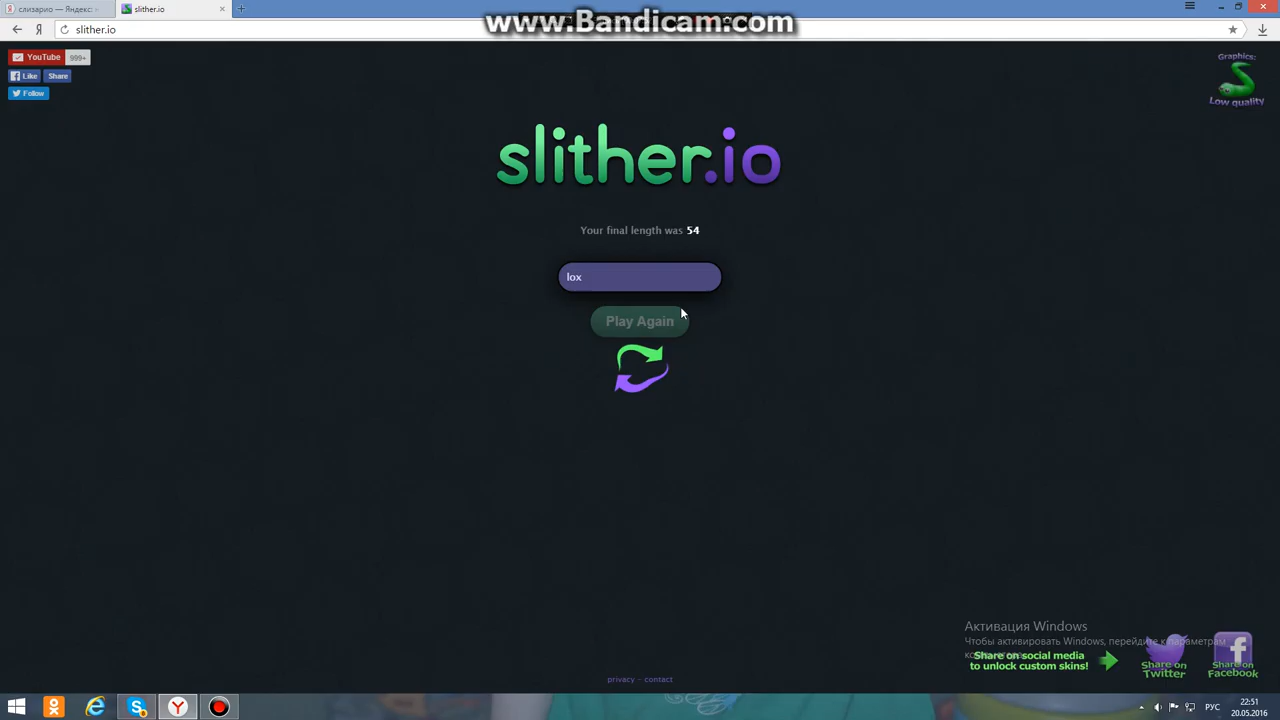 слизарио — Яндекс:
slither.io
www.Bandicam.com
slither.io
YouTube 999+
Like Share
Follow
Graphics:
Low quality
slither.io
Your final length was 54
lox
Play Again
Активация Windows
Чтобы активировать Windows, перейдите к параметрам
Share on social media
to unlock custom skins!
Share on
Twitter
Share on
Facebook
privacy - contact
РУС
22:51
20.05.2016